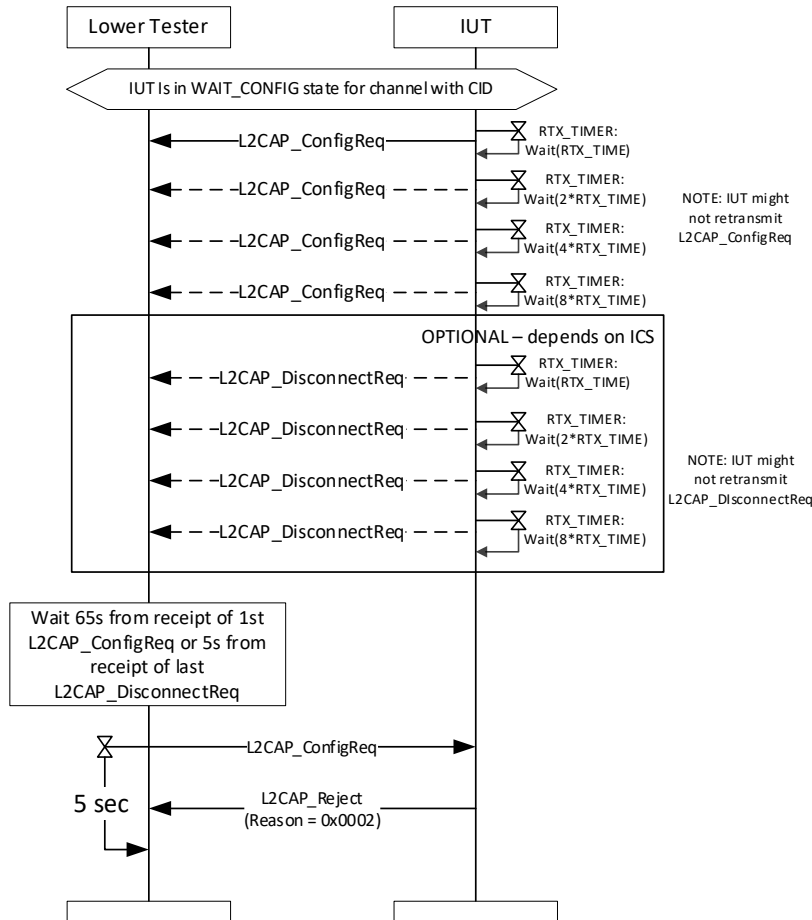 Lower Tester
IUT
IUT Is in WAIT_CONFIG state for channel with CID
L2CAP_ConfigReq
RTX_TIMER:
Wait(RTX_TIME)
L2CAP_ConfigReq
RTX_TIMER:
Wait(2*RTX_TIME)
NOTE: IUT might
not retransmit
L2CAP_ConfigReq
L2CAP_ConfigReq
RTX_TIMER:
Wait(4*RTX_TIME)
L2CAP_ConfigReq
RTX_TIMER:
Wait(8*RTX_TIME)
OPTIONAL – depends on ICS
L2CAP_DisconnectReq
RTX_TIMER:
Wait(RTX_TIME)
L2CAP_DisconnectReq
RTX_TIMER:
Wait(2*RTX_TIME)
NOTE: IUT might
not retransmit
L2CAP_DIsconnectReq
L2CAP_DisconnectReq
RTX_TIMER:
Wait(4*RTX_TIME)
L2CAP_DisconnectReq
RTX_TIMER:
Wait(8*RTX_TIME)
Wait 65s from receipt of 1st
L2CAP_ConfigReq or 5s from
receipt of last
L2CAP_DisconnectReq
L2CAP_ConfigReq
5 sec
L2CAP_Reject
(Reason = 0x0002)